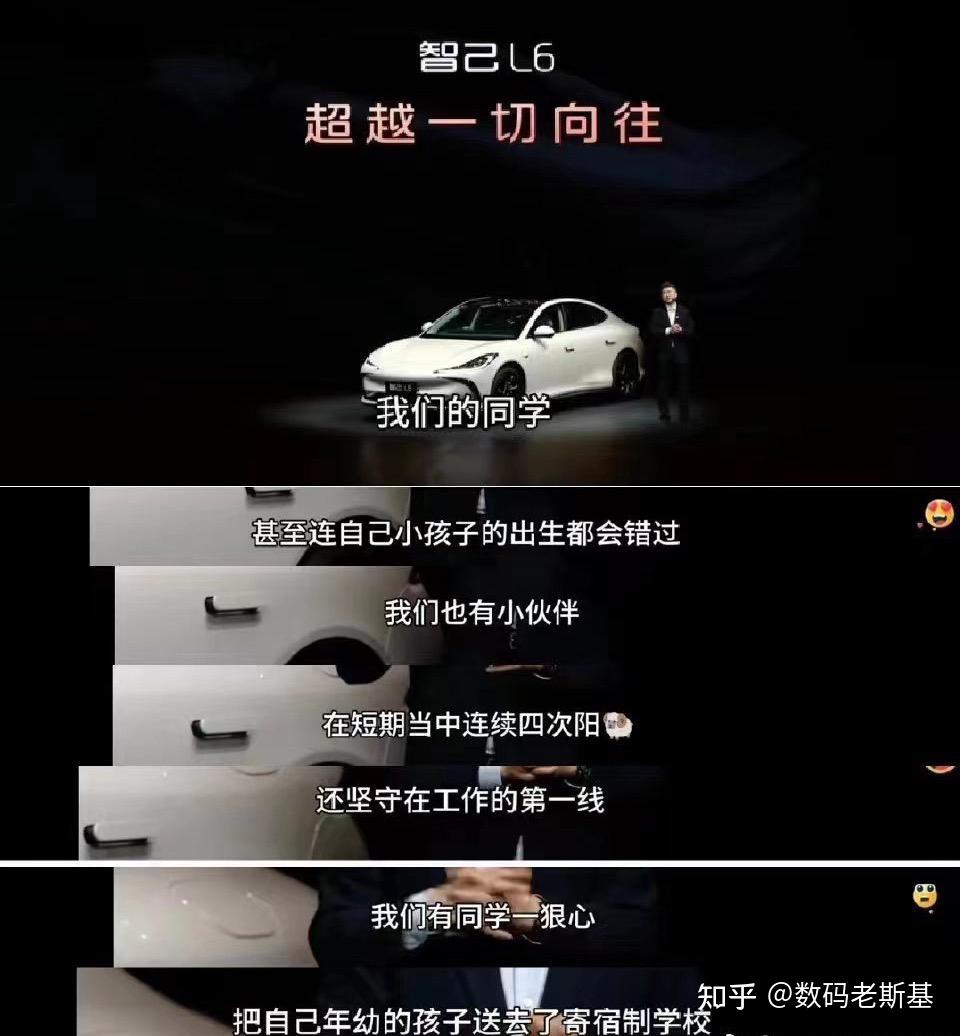 智己 L6
超越一切向往
智己 L6
我们的同学
甚至连自己小孩子的出生都会错过
我们也有小伙伴
在短期当中连续四次阳🐏
还坚守在工作的第一线
我们有同学一狠心
把自己年幼的孩子送去了寄宿制学校
知乎 @数码老斯基